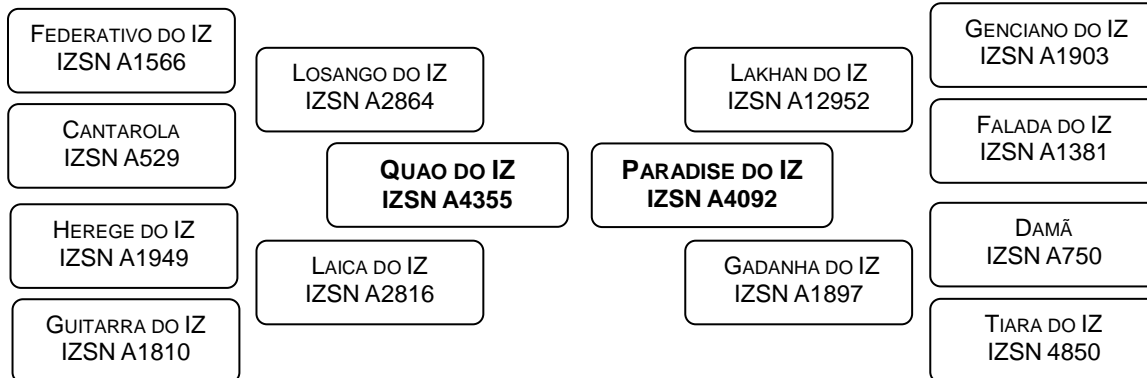 Federativo do IZ
IZSN A1566
Cantarola
IZSN A529
Herege do IZ
IZSN A1949
Guitarra do IZ
IZSN A1810
Losango do IZ
IZSN A2864
Laica do IZ
IZSN A2816
Quao do IZ
IZSN A4355
Paradise do IZ
IZSN A4092
Lakhan do IZ
IZSN A12952
Gadanha do IZ
IZSN A1897
Genciano do IZ
IZSN A1903
Falada do IZ
IZSN A1381
Damã
IZSN A750
Tiara do IZ
IZSN 4850